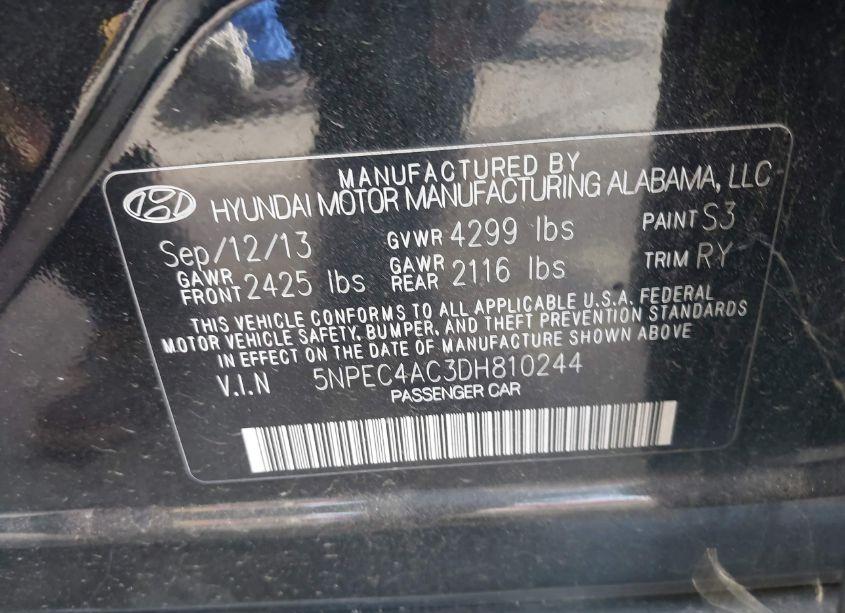 MANUFACTURED BY
HYUNDAI MOTOR MANUFACTURING ALABAMA, LLC
Sep/12/13 GVWR 4299 lbs PAINT S3
GAWR FRONT 2425 lbs GAWR REAR 2116 lbs TRIM RY
THIS VEHICLE CONFORMS TO ALL APPLICABLE U.S.A. FEDERAL
MOTOR VEHICLE SAFETY, BUMPER, AND THEFT PREVENTION STANDARDS
IN EFFECT ON THE DATE OF MANUFACTURE SHOWN ABOVE
V.I.N 5NPEC4AC3DH810244
PASSENGER CAR